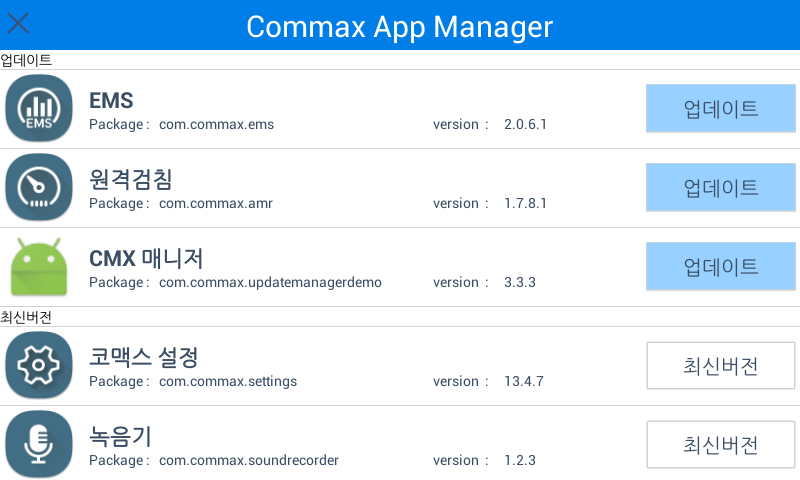 Commax App Manager
업데이트
EMS
EMS
Package : com.commax.ems version : 2.0.6.1
업데이트
원격검침
Package : com.commax.amr version : 1.7.8.1
업데이트
CMX 매니저
Package : com.commax.updatemanagerdemo version : 3.3.3
업데이트
최신버전
코맥스 설정
Package : com.commax.settings version : 13.4.7
최신버전
녹음기
Package : com.commax.soundrecorder version : 1.2.3
최신버전